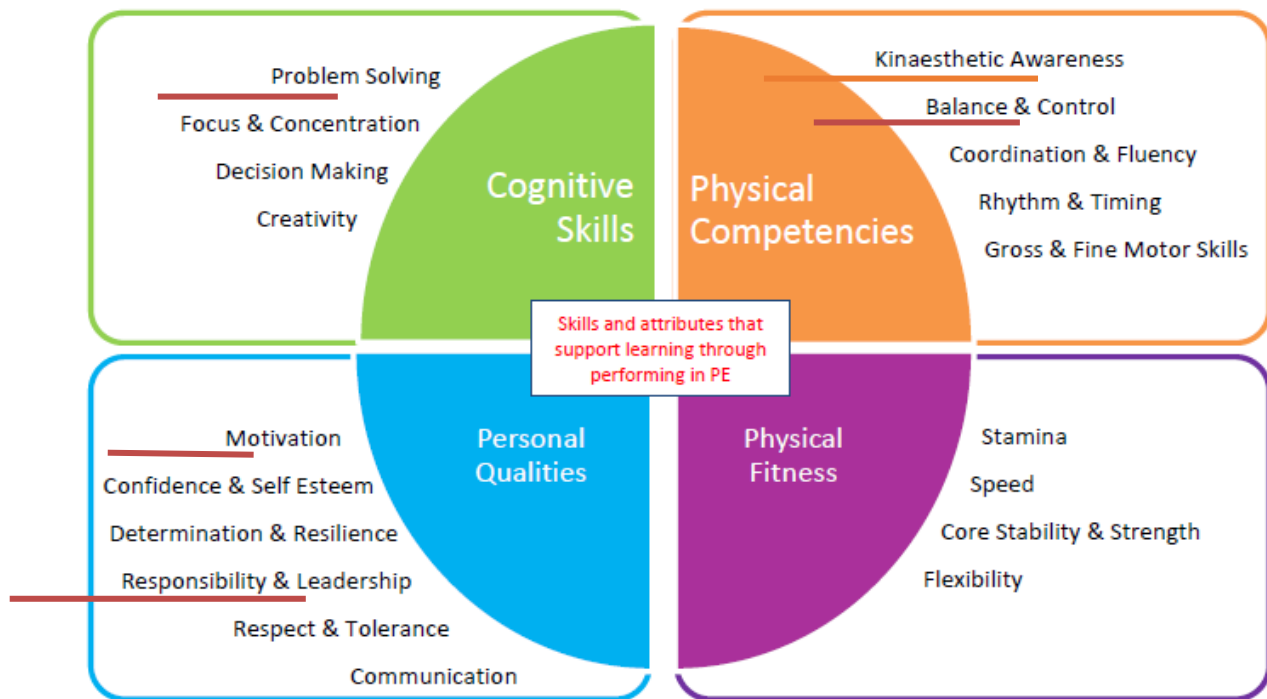 Problem Solving
Focus & Concentration
Decision Making
Creativity
Cognitive
Skills
Physical
Competencies
Kinaesthetic Awareness
Balance & Control
Coordination & Fluency
Rhythm & Timing
Gross & Fine Motor Skills
Skills and attributes that
support learning through
performing in PE
Motivation
Confidence & Self Esteem
Determination & Resilience
Responsibility & Leadership
Respect & Tolerance
Communication
Personal
Qualities
Physical
Fitness
Stamina
Speed
Core Stability & Strength
Flexibility